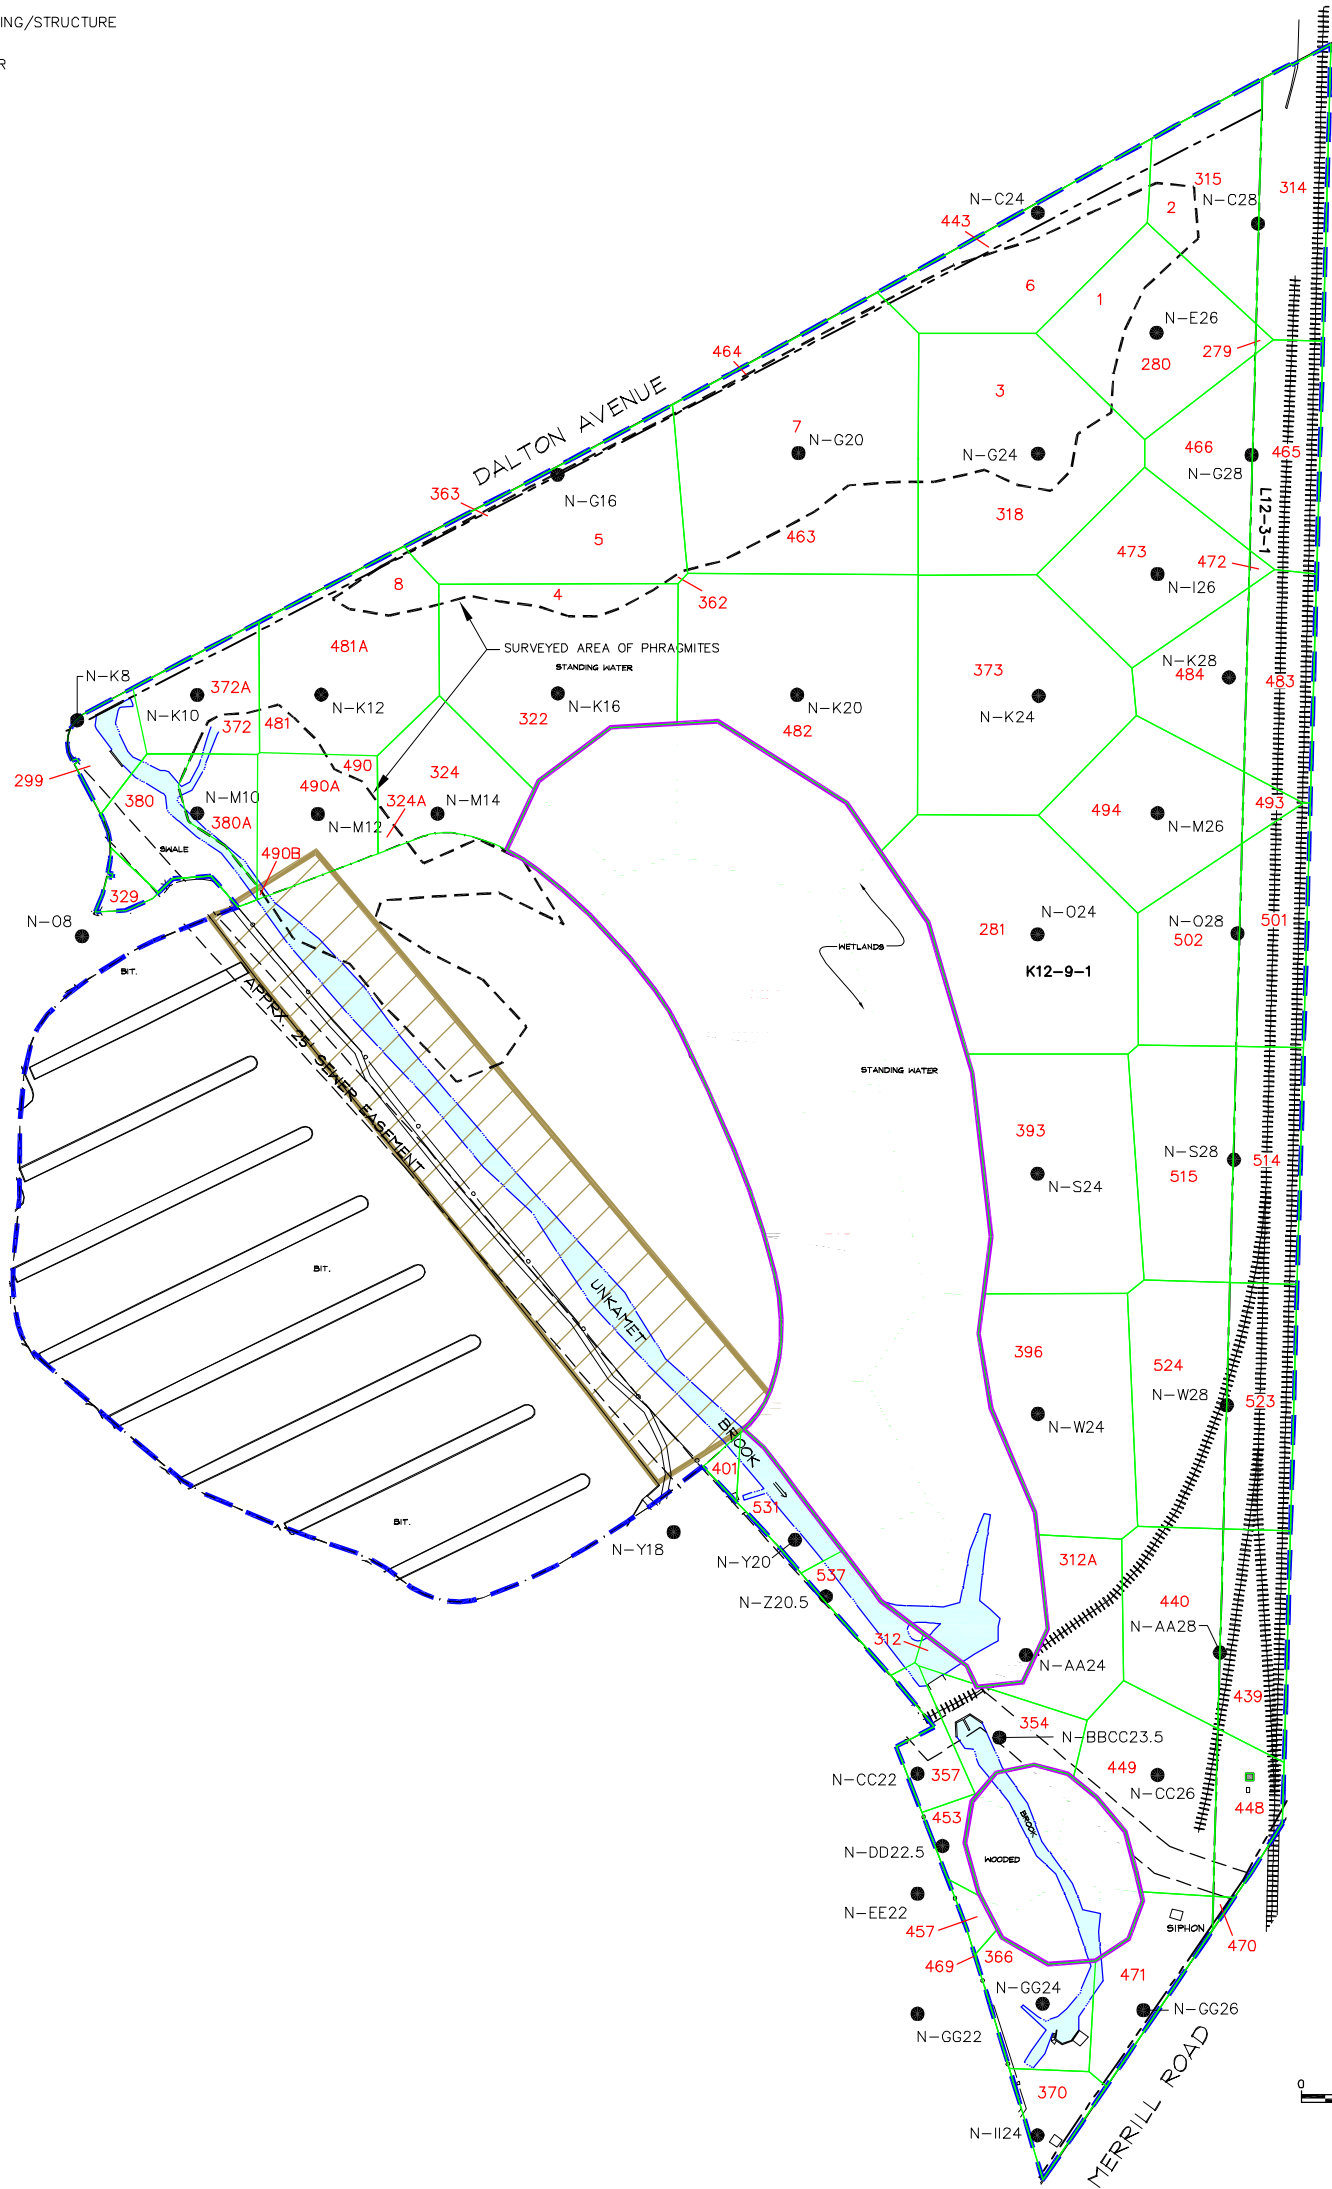 ING/STRUCTURE
R
315
314
N-C24
2
N-C28
443
6
1
N-E26
464
279
280
DALTON AVENUE
3
7
N-G20
N-G24
466
465
N-G28
363
N-G16
L12-3-1
318
5
463
473
472
8
4
362
N-I26
481A
SURVEYED AREA OF PHRAGMITES
STANDING WATER
N-K8
373
N-K28
484
483
372A
N-K10
N-K12
N-K16
N-K20
N-K24
372
481
322
482
299
490
324
380
490A
324A
N-M10
N-M14
380A
N-M12
494
493
N-M26
SWALE
490B
329
N-O8
281
N-O24
N-O28
501
502
WETLANDS
BIT.
K12-9-1
APPRX. 25' SEWER EASEMENT
STANDING WATER
393
N-S28
514
515
N-S24
BIT.
UNKAMET
BROOK
396
524
N-W28
523
N-W24
401
531
BIT.
N-Y18
N-Y20
537
N-Z20.5
312A
440
N-AA28
312
N-AA24
439
354
N-BBCC23.5
N-CC22
357
449
N-CC26
448
453
BROOK
N-DD22.5
WOODED
N-EE22
457
SIPHON
470
469
366
471
N-GG24
N-GG26
N-GG22
370
MERRILL ROAD
0
N-II24